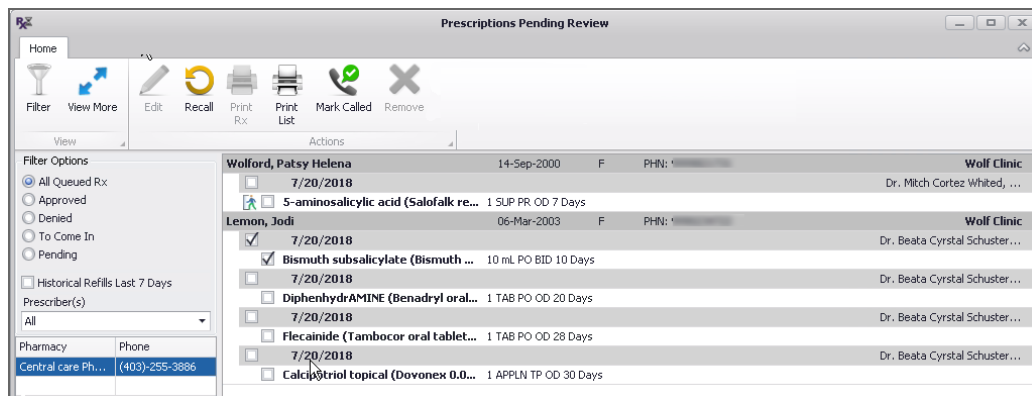 Prescriptions Pending Review
Home
Filter
View More
Edit
Recall
Print Rx
Print List
Mark Called
Remove
View
Actions
Filter Options
All Queued Rx
Approved
Denied
To Come In
Pending
Historical Refills Last 7 Days
Prescriber(s)
All
Pharmacy Phone
Central care Ph... (403)-255-3886
Wolford, Patsy Helena 14-Sep-2000 F PHN: Wolf Clinic
7/20/2018 Dr. Mitch Cortez Whited, ...
5-aminosalicylic acid (Salofalk re... 1 SUP PR OD 7 Days
Lemon, Jodi 06-Mar-2003 F PHN: Wolf Clinic
7/20/2018 Dr. Beata Cyrstal Schuster...
Bismuth subsalicylate (Bismuth ... 10 mL PO BID 10 Days
7/20/2018 Dr. Beata Cyrstal Schuster...
DiphenhydrAMINE (Benadryl oral... 1 TAB PO OD 20 Days
7/20/2018 Dr. Beata Cyrstal Schuster...
Flecainide (Tambocor oral tablet... 1 TAB PO OD 28 Days
7/20/2018 Dr. Beata Cyrstal Schuster...
Calcipotriol topical (Dovonex 0.0... 1 APPLN TP OD 30 Days